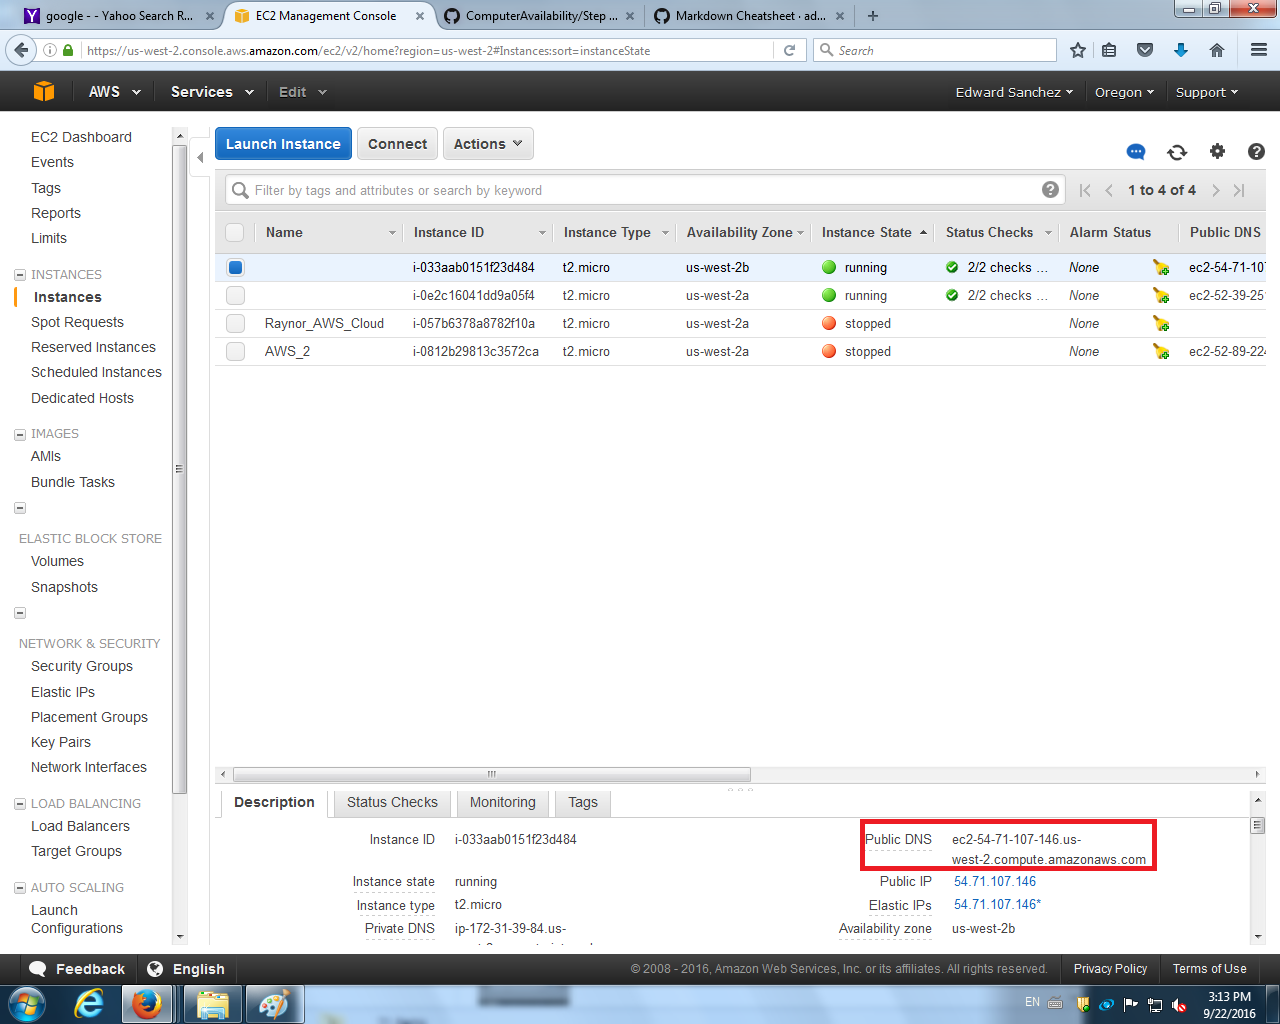 google - - Yahoo Search R...
EC2 Management Console
ComputerAvailability/Step ...
Markdown Cheatsheet · ad...
https://us-west-2.console.aws.amazon.com/ec2/v2/home?region=us-west-2#Instances:sort=instanceState
Search
AWS
Services
Edit
Edward Sanchez
Oregon
Support
EC2 Dashboard
Events
Tags
Reports
Limits
INSTANCES
Instances
Spot Requests
Reserved Instances
Scheduled Instances
Dedicated Hosts
IMAGES
AMIs
Bundle Tasks
ELASTIC BLOCK STORE
Volumes
Snapshots
NETWORK & SECURITY
Security Groups
Elastic IPs
Placement Groups
Key Pairs
Network Interfaces
LOAD BALANCING
Load Balancers
Target Groups
AUTO SCALING
Launch
Configurations
Launch Instance
Connect
Actions
Filter by tags and attributes or search by keyword
1 to 4 of 4
Name Instance ID Instance Type Availability Zone Instance State Status Checks Alarm Status Public DNS
i-033aab0151f23d484 t2.micro us-west-2b running 2/2 checks ... None ec2-54-71-107
i-0e2c16041dd9a05f4 t2.micro us-west-2a running 2/2 checks ... None ec2-52-39-251
Raynor_AWS_Cloud i-057b6378a8782f10a t2.micro us-west-2a stopped None
AWS_2 i-0812b29813c3572ca t2.micro us-west-2a stopped None ec2-52-89-224
Description
Status Checks
Monitoring
Tags
Instance ID i-033aab0151f23d484
Instance state running
Instance type t2.micro
Private DNS ip-172-31-39-84.us-
Public DNS ec2-54-71-107-146.us-
west-2.compute.amazonaws.com
Public IP 54.71.107.146
Elastic IPs 54.71.107.146*
Availability zone us-west-2b
Feedback
English
© 2008 - 2016, Amazon Web Services, Inc. or its affiliates. All rights reserved.
Privacy Policy
Terms of Use
EN
3:13 PM
9/22/2016